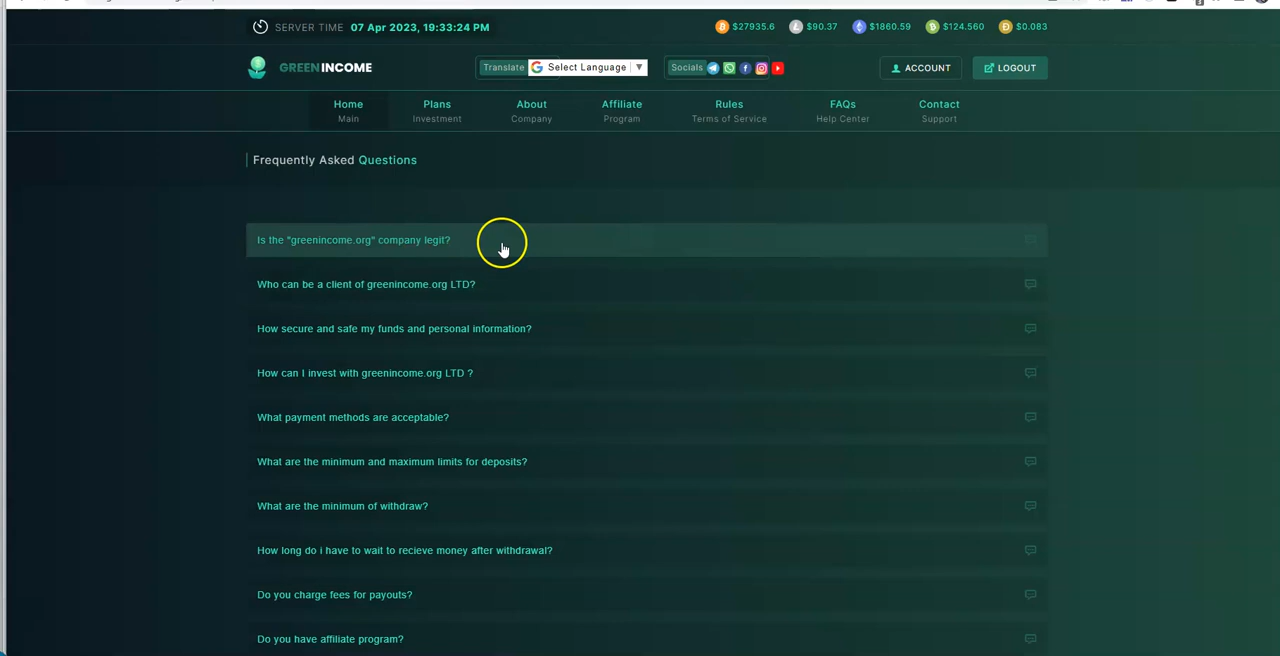 SERVER TIME 07 Apr 2023, 19:33:24 PM $27935.6 $90.37 $1860.59 $124.560 $0.083
GREENINCOME Translate Select Language ▼ Socials ACCOUNT LOGOUT
Home Plans About Affiliate Rules FAQs Contact
Main Investment Company Program Terms of Service Help Center Support
Frequently Asked Questions
Is the "greenincome.org" company legit?
Who can be a client of greenincome.org LTD?
How secure and safe my funds and personal information?
How can I invest with greenincome.org LTD ?
What payment methods are acceptable?
What are the minimum and maximum limits for deposits?
What are the minimum of withdraw?
How long do i have to wait to recieve money after withdrawal?
Do you charge fees for payouts?
Do you have affiliate program?